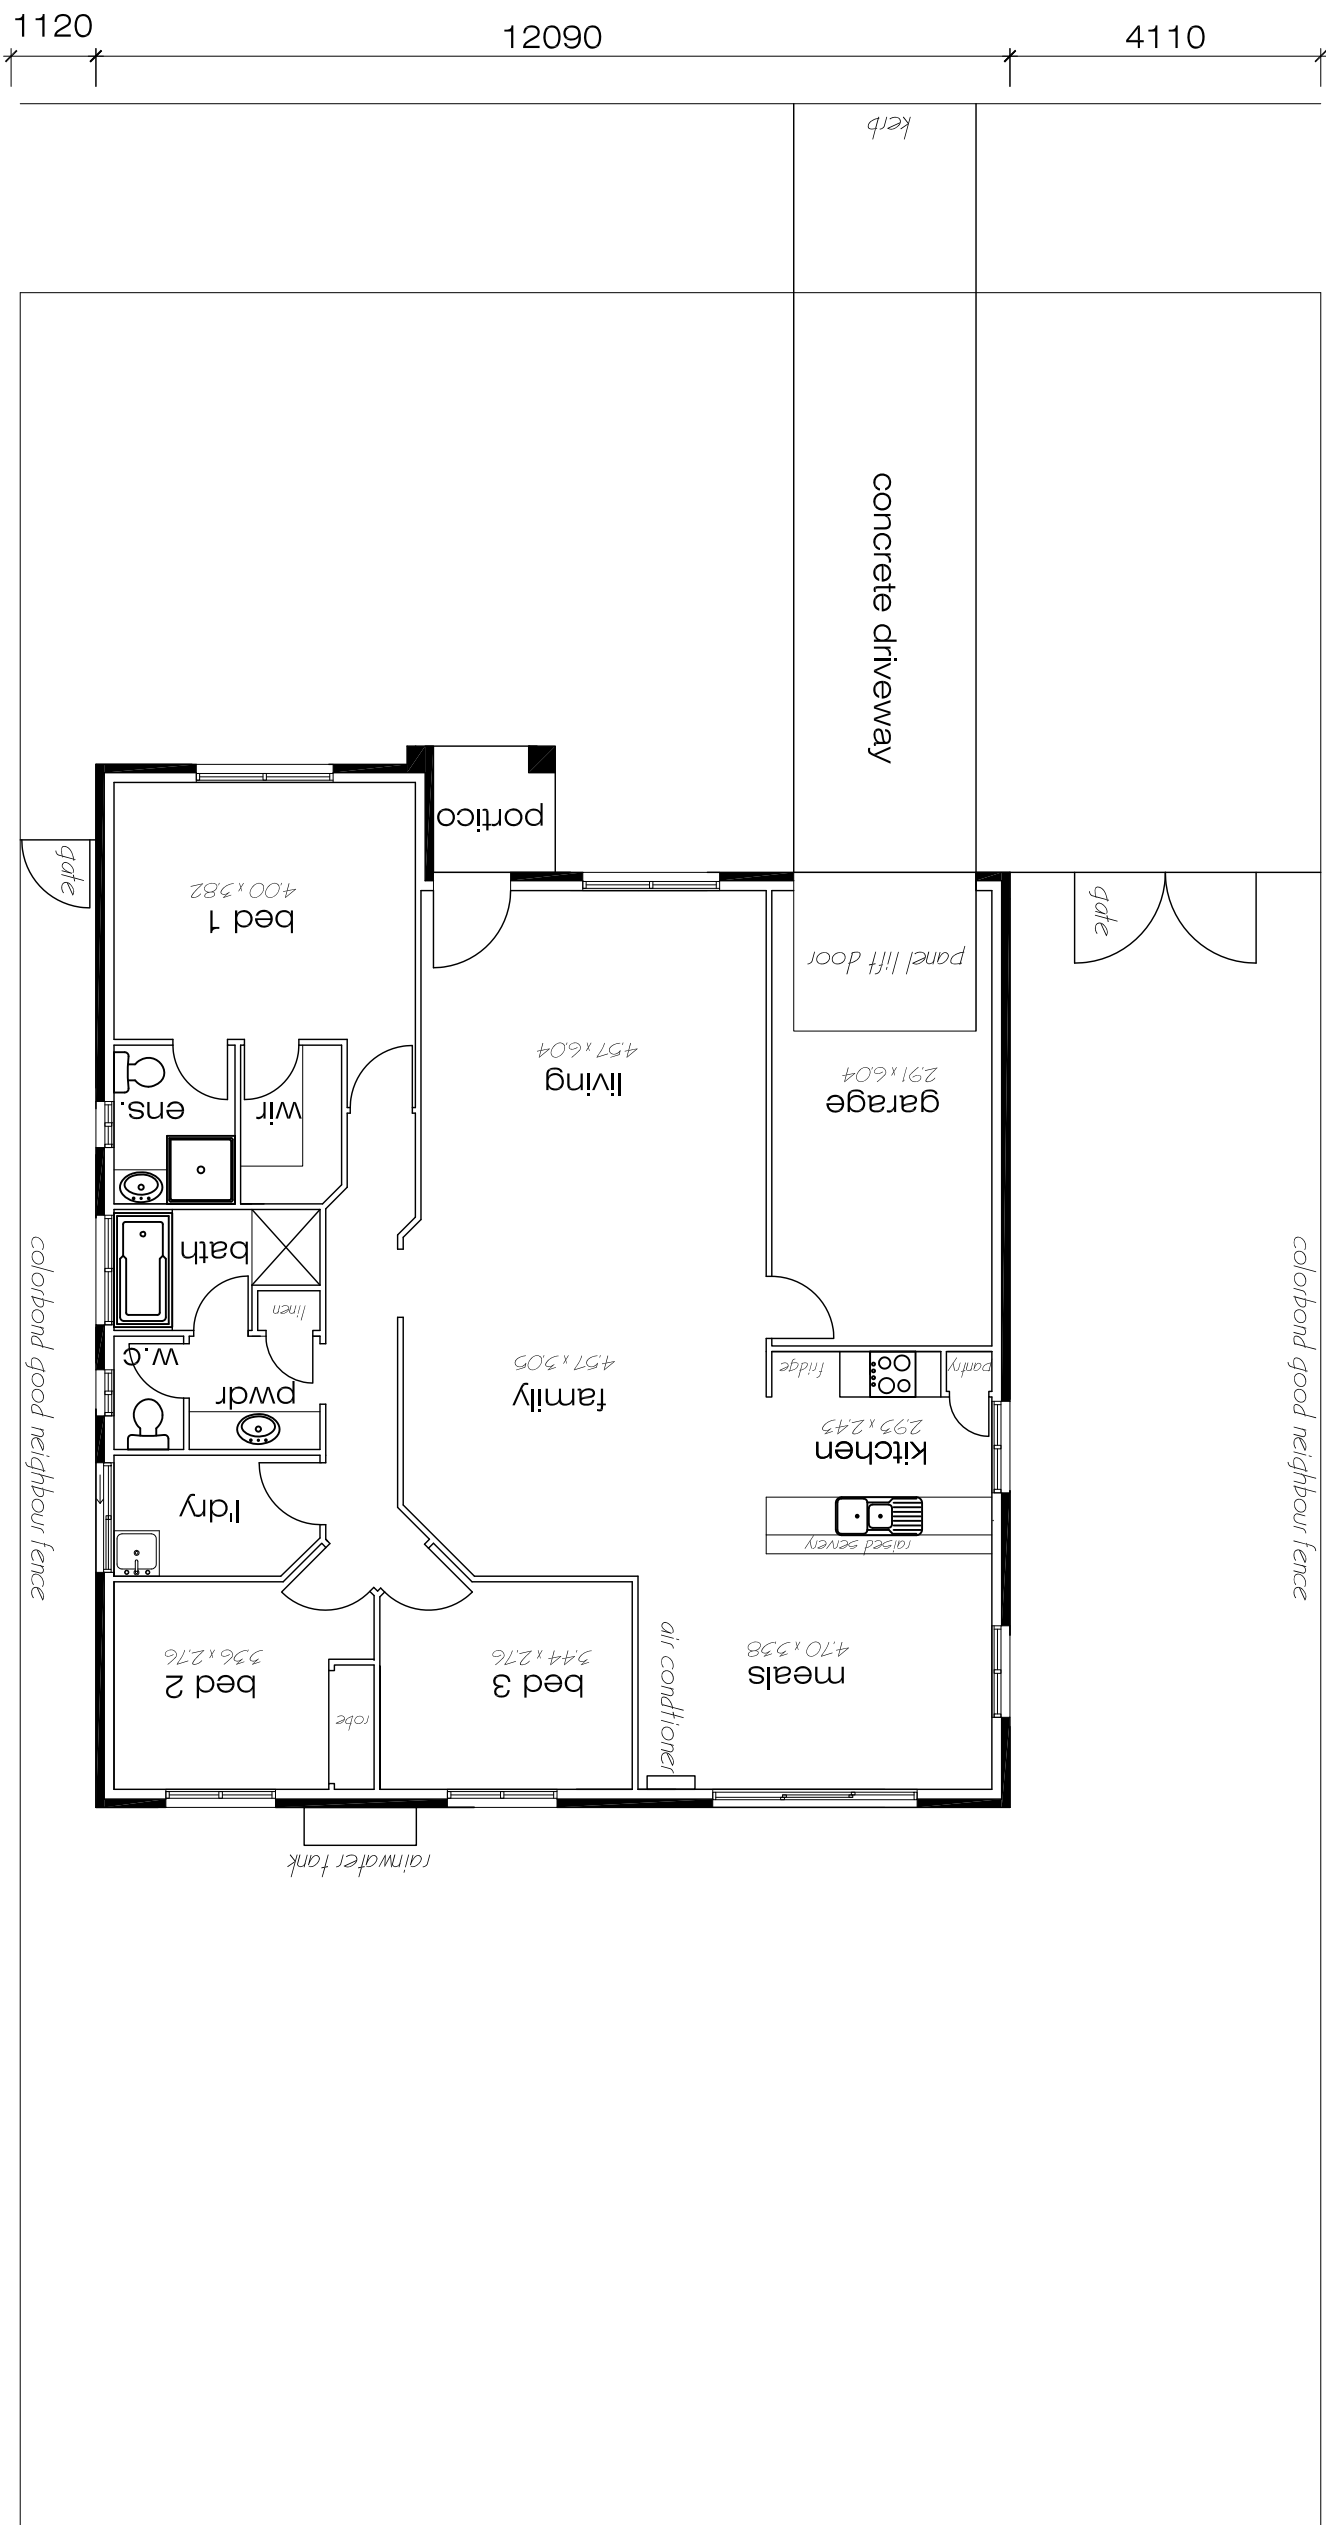 1120
12090
4110
kerb
concrete driveway
portico
gate
4.00 x 3.82
bed 1
gate
panel lift door
4.57 x 6.04
living
2.91 x 6.04
garage
ens.
wir
bath
linen
colorbond good neighbour fence
colorbond good neighbour fence
w.c
pwdr
4.57 x 3.05
family
fridge
pantry
2.93 x 2.43
kitchen
l'dry
raised servery
3.36 x 2.76
bed 2
robe
3.44 x 2.76
bed 3
air condtioner
4.70 x 3.38
meals
rainwater tank